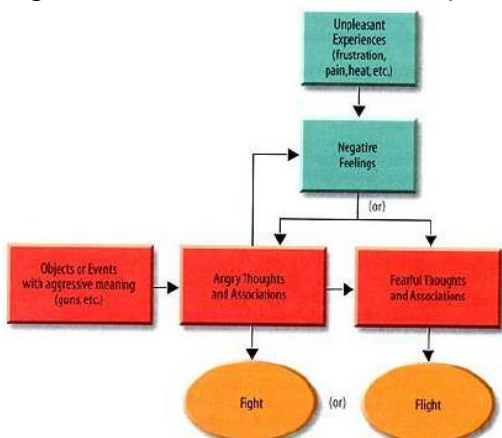 Unpleasant
Experiences
(frustration,
pain, heat, etc.)
Negative
Feelings
(or)
Objects or Events
with aggressive meaning
(guns, etc.)
Angry Thoughts
and Associations
Fearful Thoughts
and Associations
Fight
(or)
Flight